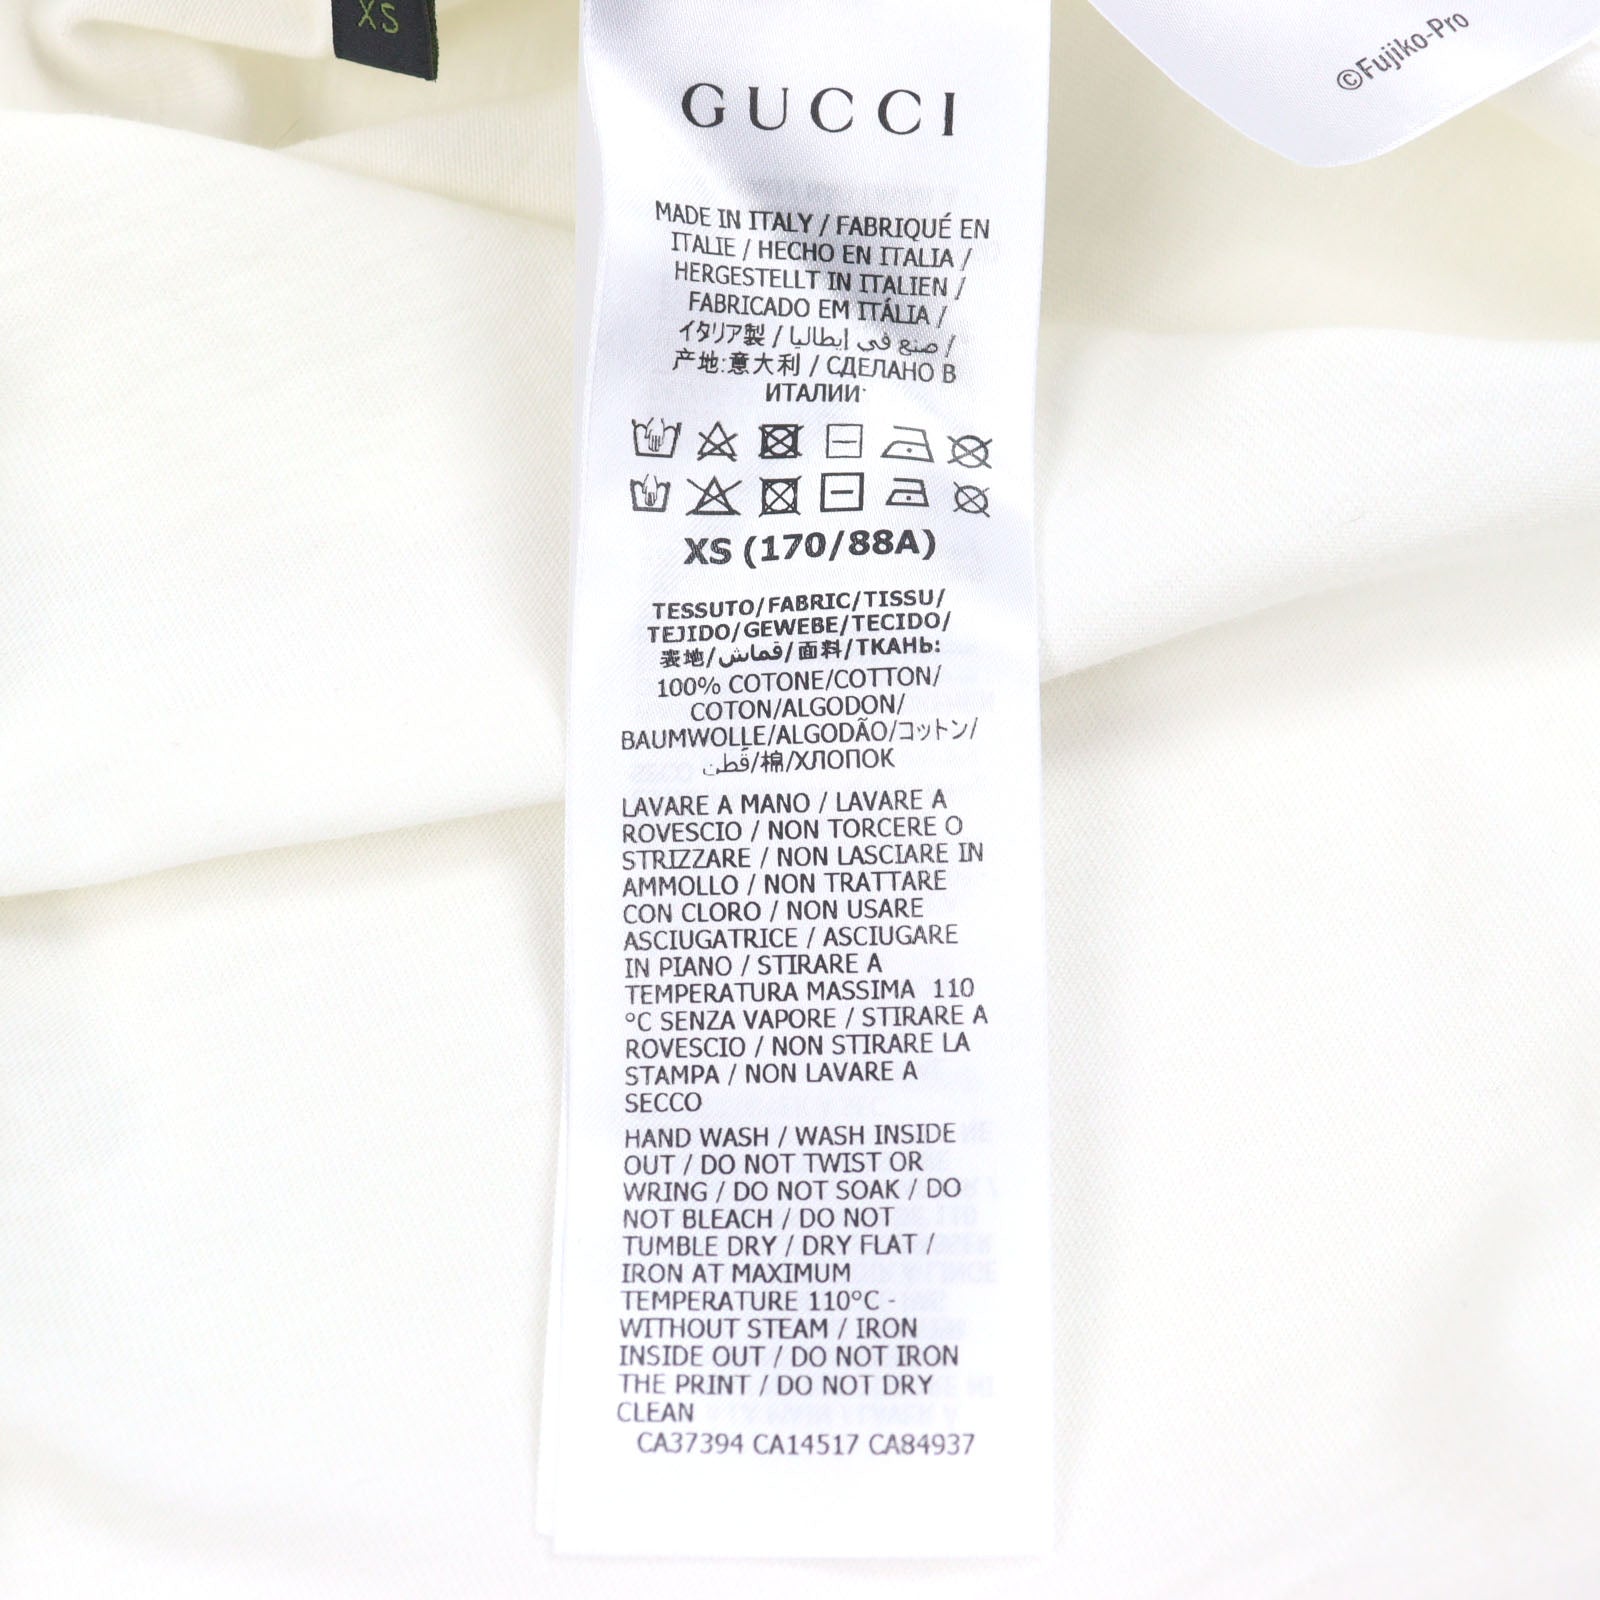 XS
©Fujiko-Pro
GUCCI
MADE IN ITALY / FABRIQUÉ EN
ITALIE / HECHO EN ITALIA /
HERGESTELLT IN ITALIEN /
FABRICADO EM ITÁLIA /
イタリア製 / صنع في إيطاليا /
产地:意大利 / СДЕЛАНО В
ИТАЛИИ
XS (170/88A)
TESSUTO/FABRIC/TISSU/
TEJIDO/GEWEBE/TECIDO/
表地/قماش/面料/ТКАНЬ:
100% COTONE/COTTON/
COTON/ALGODON/
BAUMWOLLE/ALGODÃO/コットン/
قطن/棉/ХЛОПОК
LAVARE A MANO / LAVARE A
ROVESCIO / NON TORCERE O
STRIZZARE / NON LASCIARE IN
AMMOLLO / NON TRATTARE
CON CLORO / NON USARE
ASCIUGATRICE / ASCIUGARE
IN PIANO / STIRARE A
TEMPERATURA MASSIMA 110
°C SENZA VAPORE / STIRARE A
ROVESCIO / NON STIRARE LA
STAMPA / NON LAVARE A
SECCO
HAND WASH / WASH INSIDE
OUT / DO NOT TWIST OR
WRING / DO NOT SOAK / DO
NOT BLEACH / DO NOT
TUMBLE DRY / DRY FLAT /
IRON AT MAXIMUM
TEMPERATURE 110°C -
WITHOUT STEAM / IRON
INSIDE OUT / DO NOT IRON
THE PRINT / DO NOT DRY
CLEAN
CA37394 CA14517 CA84937